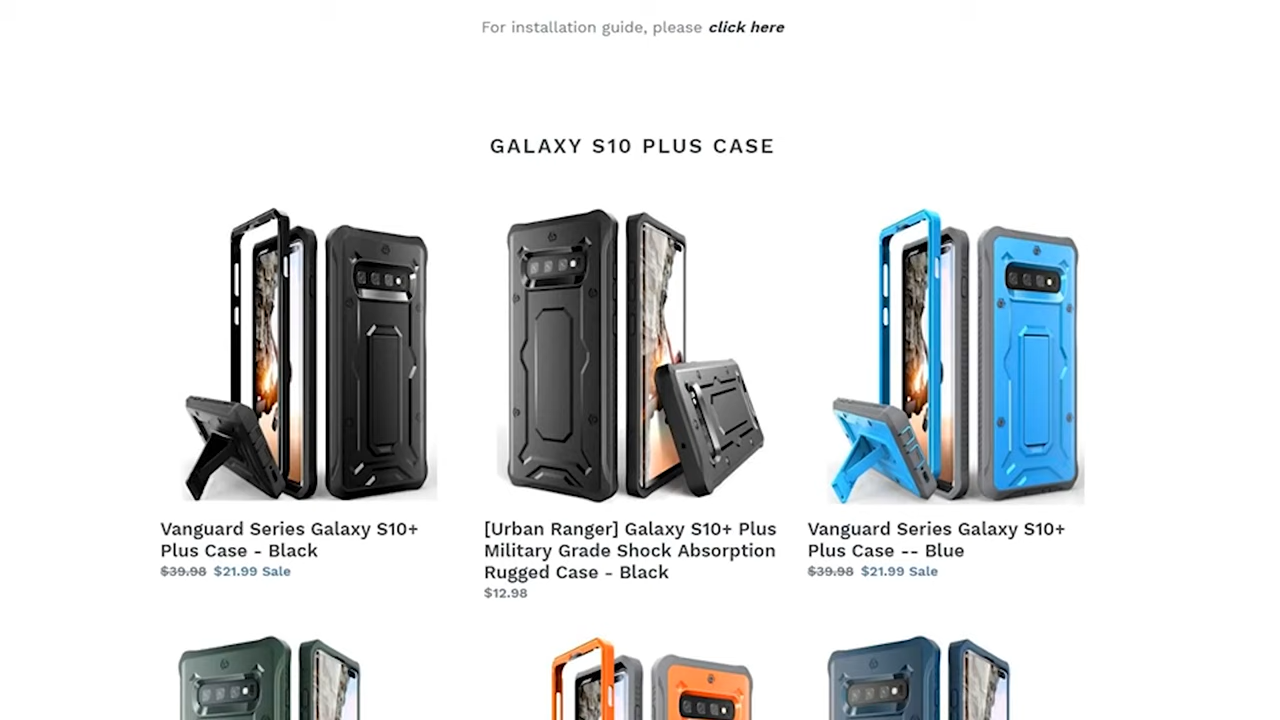 For installation guide, please click here
GALAXY S10 PLUS CASE
Vanguard Series Galaxy S10+
Plus Case - Black
$39.98 $21.99 Sale
[Urban Ranger] Galaxy S10+ Plus
Military Grade Shock Absorption
Rugged Case - Black
$12.98
Vanguard Series Galaxy S10+
Plus Case -- Blue
$39.98 $21.99 Sale